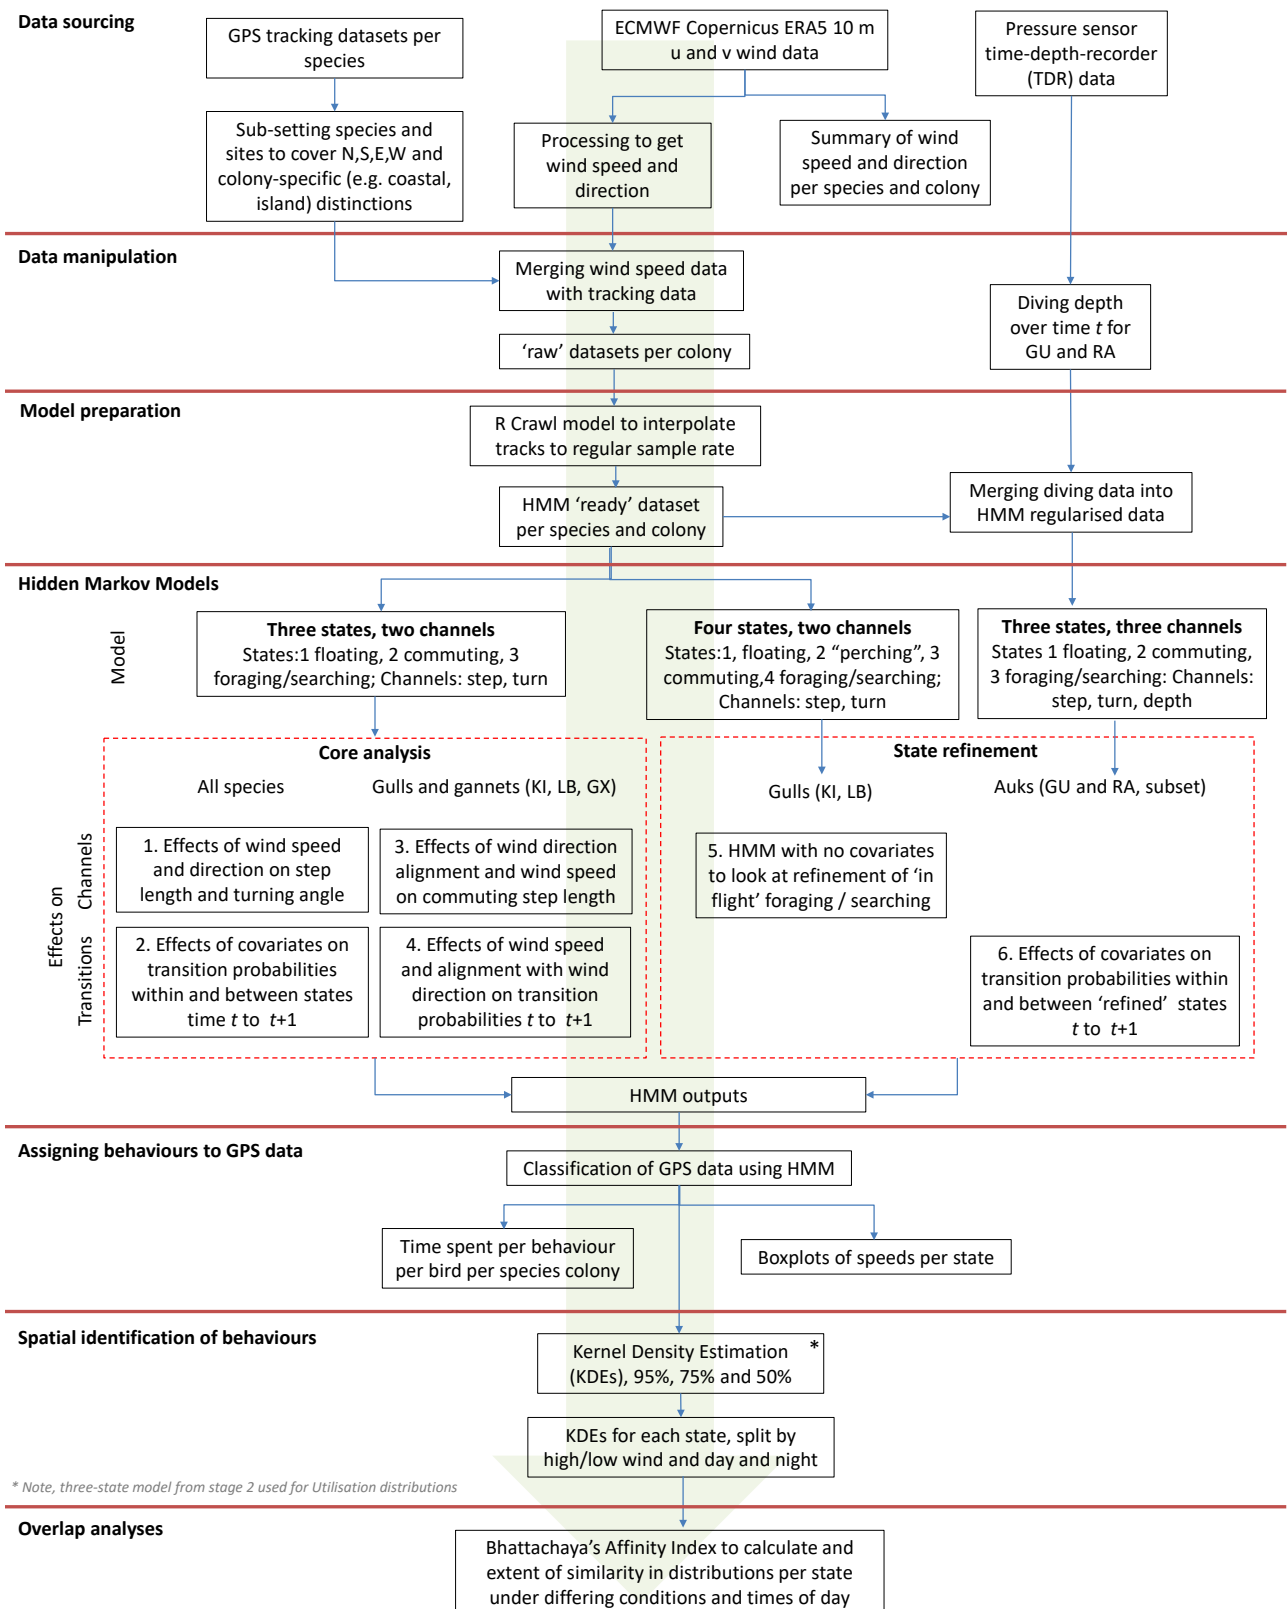 Data sourcing
GPS tracking datasets per
species
ECMWF Copernicus ERA5 10 m
u and v wind data
Pressure sensor
time-depth-recorder
(TDR) data
Sub-setting species and
sites to cover N,S,E,W and
colony-specific (e.g. coastal,
island) distinctions
Processing to get
wind speed and
direction
Summary of wind
speed and direction
per species and colony
Data manipulation
Merging wind speed data
with tracking data
Diving depth
over time t for
GU and RA
‘raw’ datasets per colony
Model preparation
R Crawl model to interpolate
tracks to regular sample rate
HMM ‘ready’ dataset
per species and colony
Merging diving data into
HMM regularised data
Hidden Markov Models
Model
Three states, two channels
States:1 floating, 2 commuting, 3
foraging/searching; Channels: step, turn
Four states, two channels
States:1, floating, 2 “perching”, 3
commuting,4 foraging/searching;
Channels: step, turn
Three states, three channels
States 1 floating, 2 commuting,
3 foraging/searching: Channels:
step, turn, depth
Core analysis
All species
Gulls and gannets (KI, LB, GX)
State refinement
Gulls (KI, LB)
Auks (GU and RA, subset)
Effects on
Channels
Transitions
1. Effects of wind speed
and direction on step
length and turning angle
3. Effects of wind direction
alignment and wind speed
on commuting step length
5. HMM with no covariates
to look at refinement of ‘in
flight’ foraging / searching
2. Effects of covariates on
transition probabilities
within and between states
time t to t+1
4. Effects of wind speed
and alignment with wind
direction on transition
probabilities t to t+1
6. Effects of covariates on
transition probabilities within
and between ‘refined’ states
t to t+1
HMM outputs
Assigning behaviours to GPS data
Classification of GPS data using HMM
Time spent per behaviour
per bird per species colony
Boxplots of speeds per state
Spatial identification of behaviours
Kernel Density Estimation *
(KDEs), 95%, 75% and 50%
KDEs for each state, split by
high/low wind and day and night
* Note, three-state model from stage 2 used for Utilisation distributions
Overlap analyses
Bhattachaya’s Affinity Index to calculate and
extent of similarity in distributions per state
under differing conditions and times of day